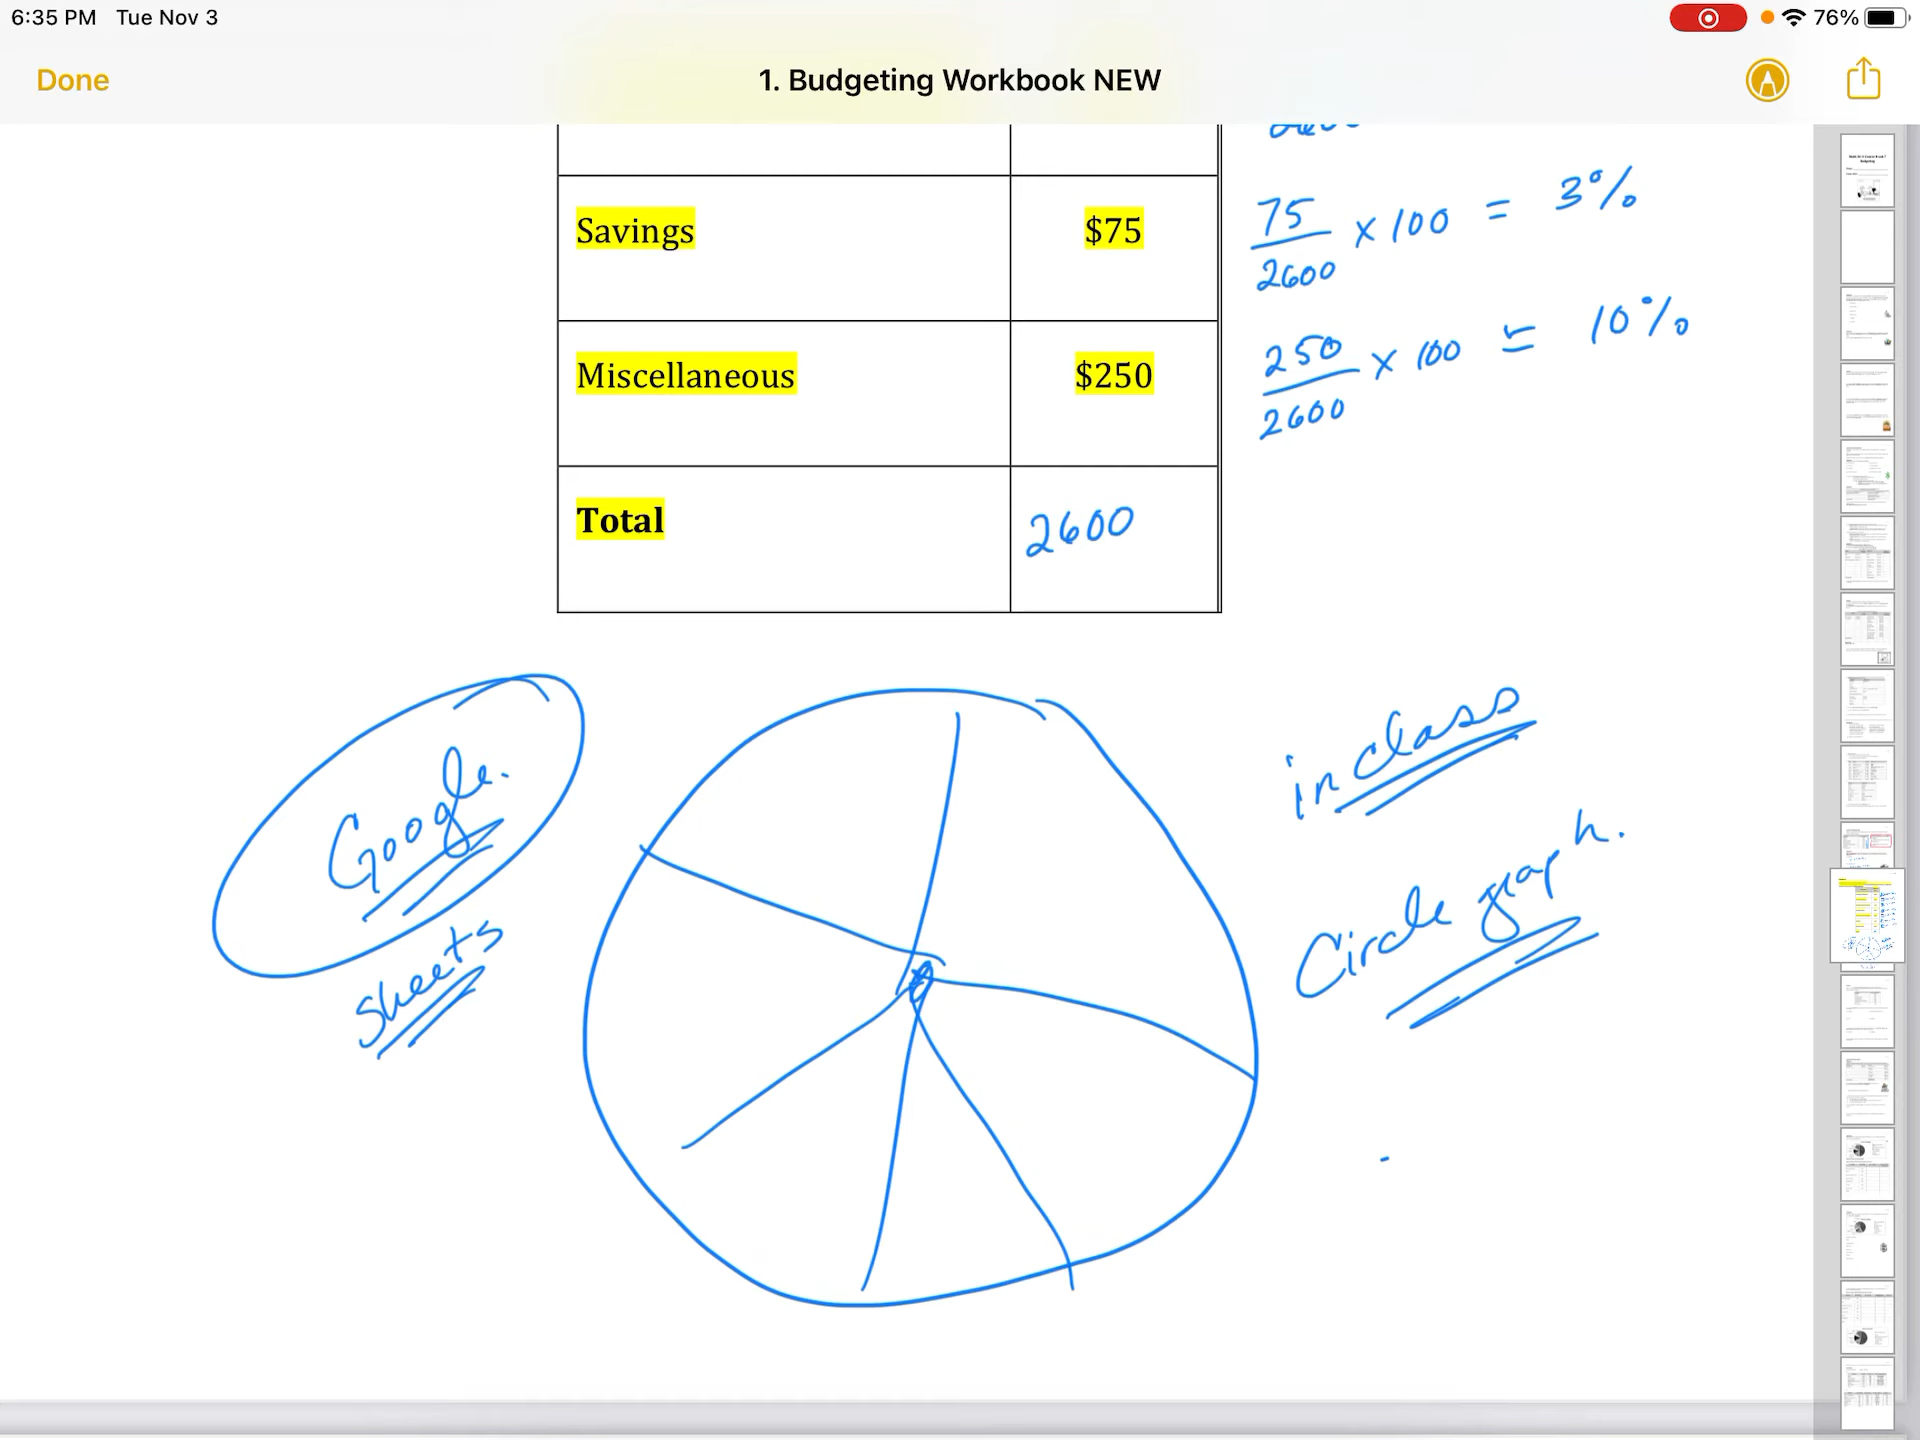 6:35 PM Tue Nov 3
76%
Done
1. Budgeting Workbook NEW
Savings
$75
75/2600 x 100 = 3%
Miscellaneous
$250
250/2600 x 100 = 10%
Total
2600
Google.
sheets
in class
Circle graph.